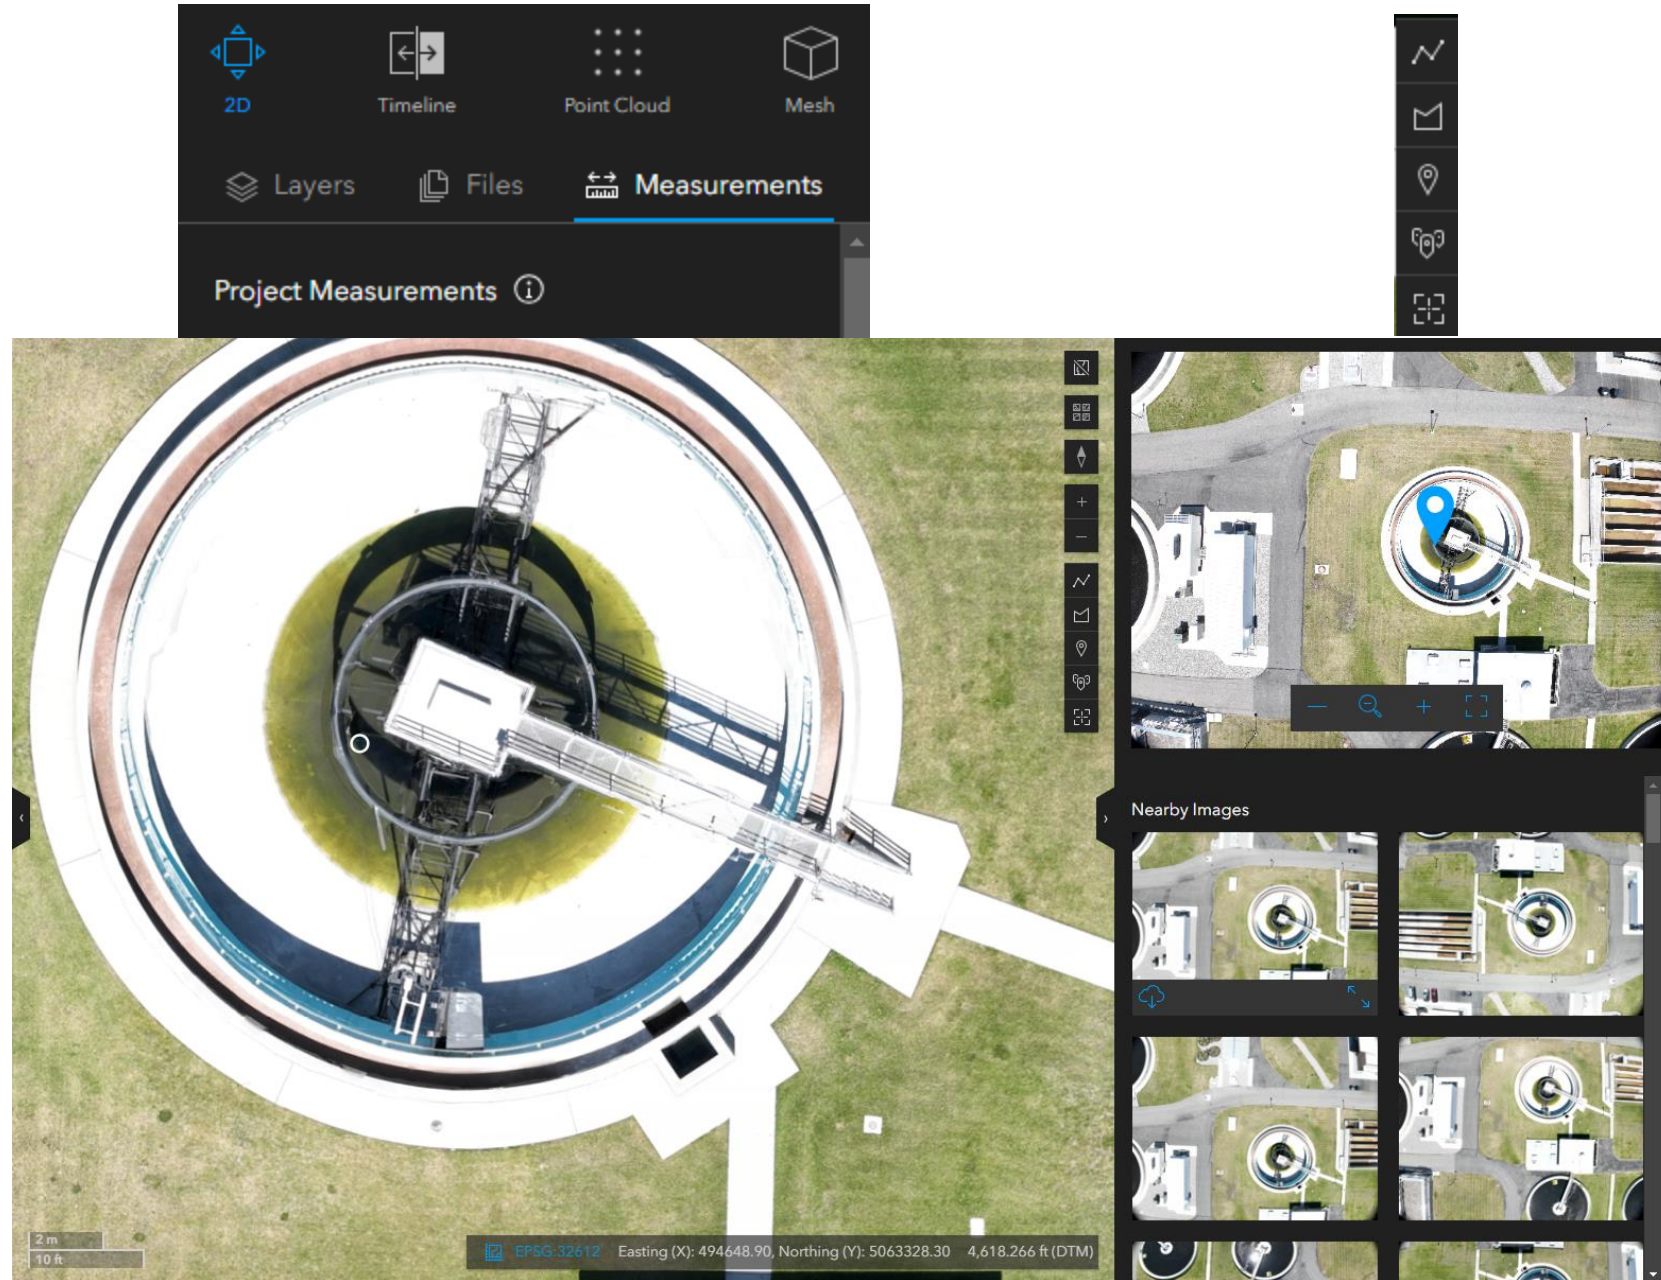 2D Timeline Point Cloud Mesh
Layers Files Measurements
Project Measurements
Nearby Images
2 m
10 ft
EPSG:32612 Easting (X): 494648.90, Northing (Y): 5063328.30 4,618.266 ft (DTM)